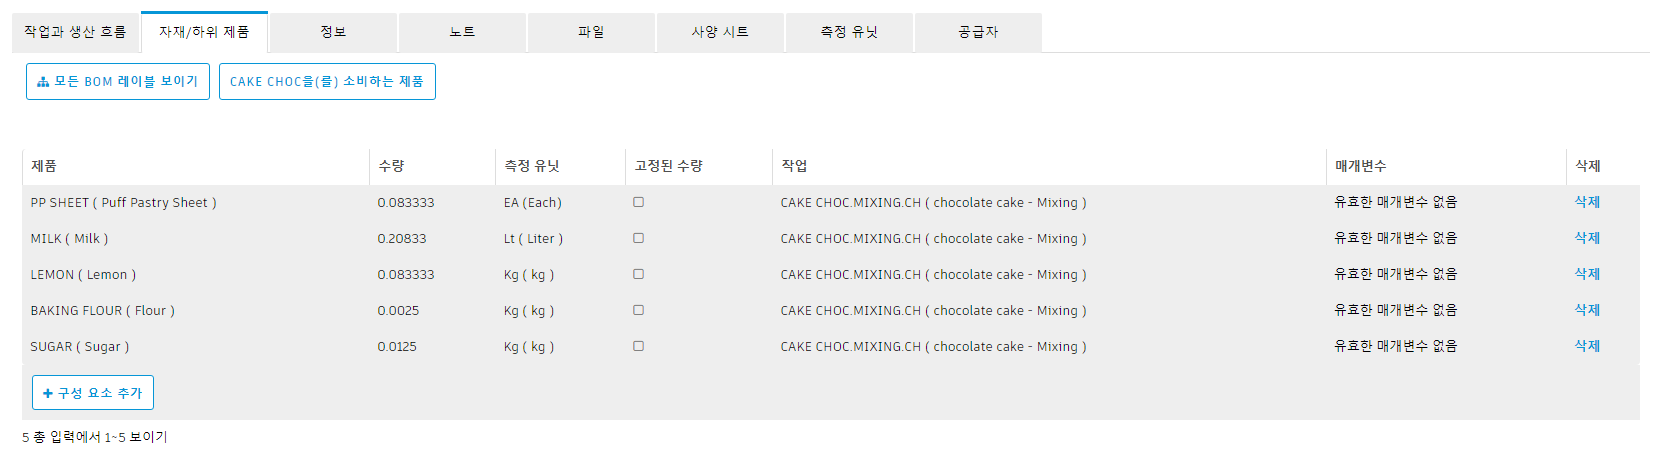 작업과 생산 흐름 자재/하위 제품 정보 노트 파일 사양 시트 측정 유닛 공급자
모든 BOM 레이블 보이기 CAKE CHOC을(를) 소비하는 제품
제품 수량 측정 유닛 고정된 수량 작업 매개변수 삭제
PP SHEET ( Puff Pastry Sheet ) 0.083333 EA (Each) CAKE CHOC.MIXING.CH ( chocolate cake - Mixing ) 유효한 매개변수 없음 삭제
MILK ( Milk ) 0.20833 Lt ( Liter ) CAKE CHOC.MIXING.CH ( chocolate cake - Mixing ) 유효한 매개변수 없음 삭제
LEMON ( Lemon ) 0.083333 Kg ( kg ) CAKE CHOC.MIXING.CH ( chocolate cake - Mixing ) 유효한 매개변수 없음 삭제
BAKING FLOUR ( Flour ) 0.0025 Kg ( kg ) CAKE CHOC.MIXING.CH ( chocolate cake - Mixing ) 유효한 매개변수 없음 삭제
SUGAR ( Sugar ) 0.0125 Kg ( kg ) CAKE CHOC.MIXING.CH ( chocolate cake - Mixing ) 유효한 매개변수 없음 삭제
+ 구성 요소 추가
5 총 입력에서 1~5 보이기